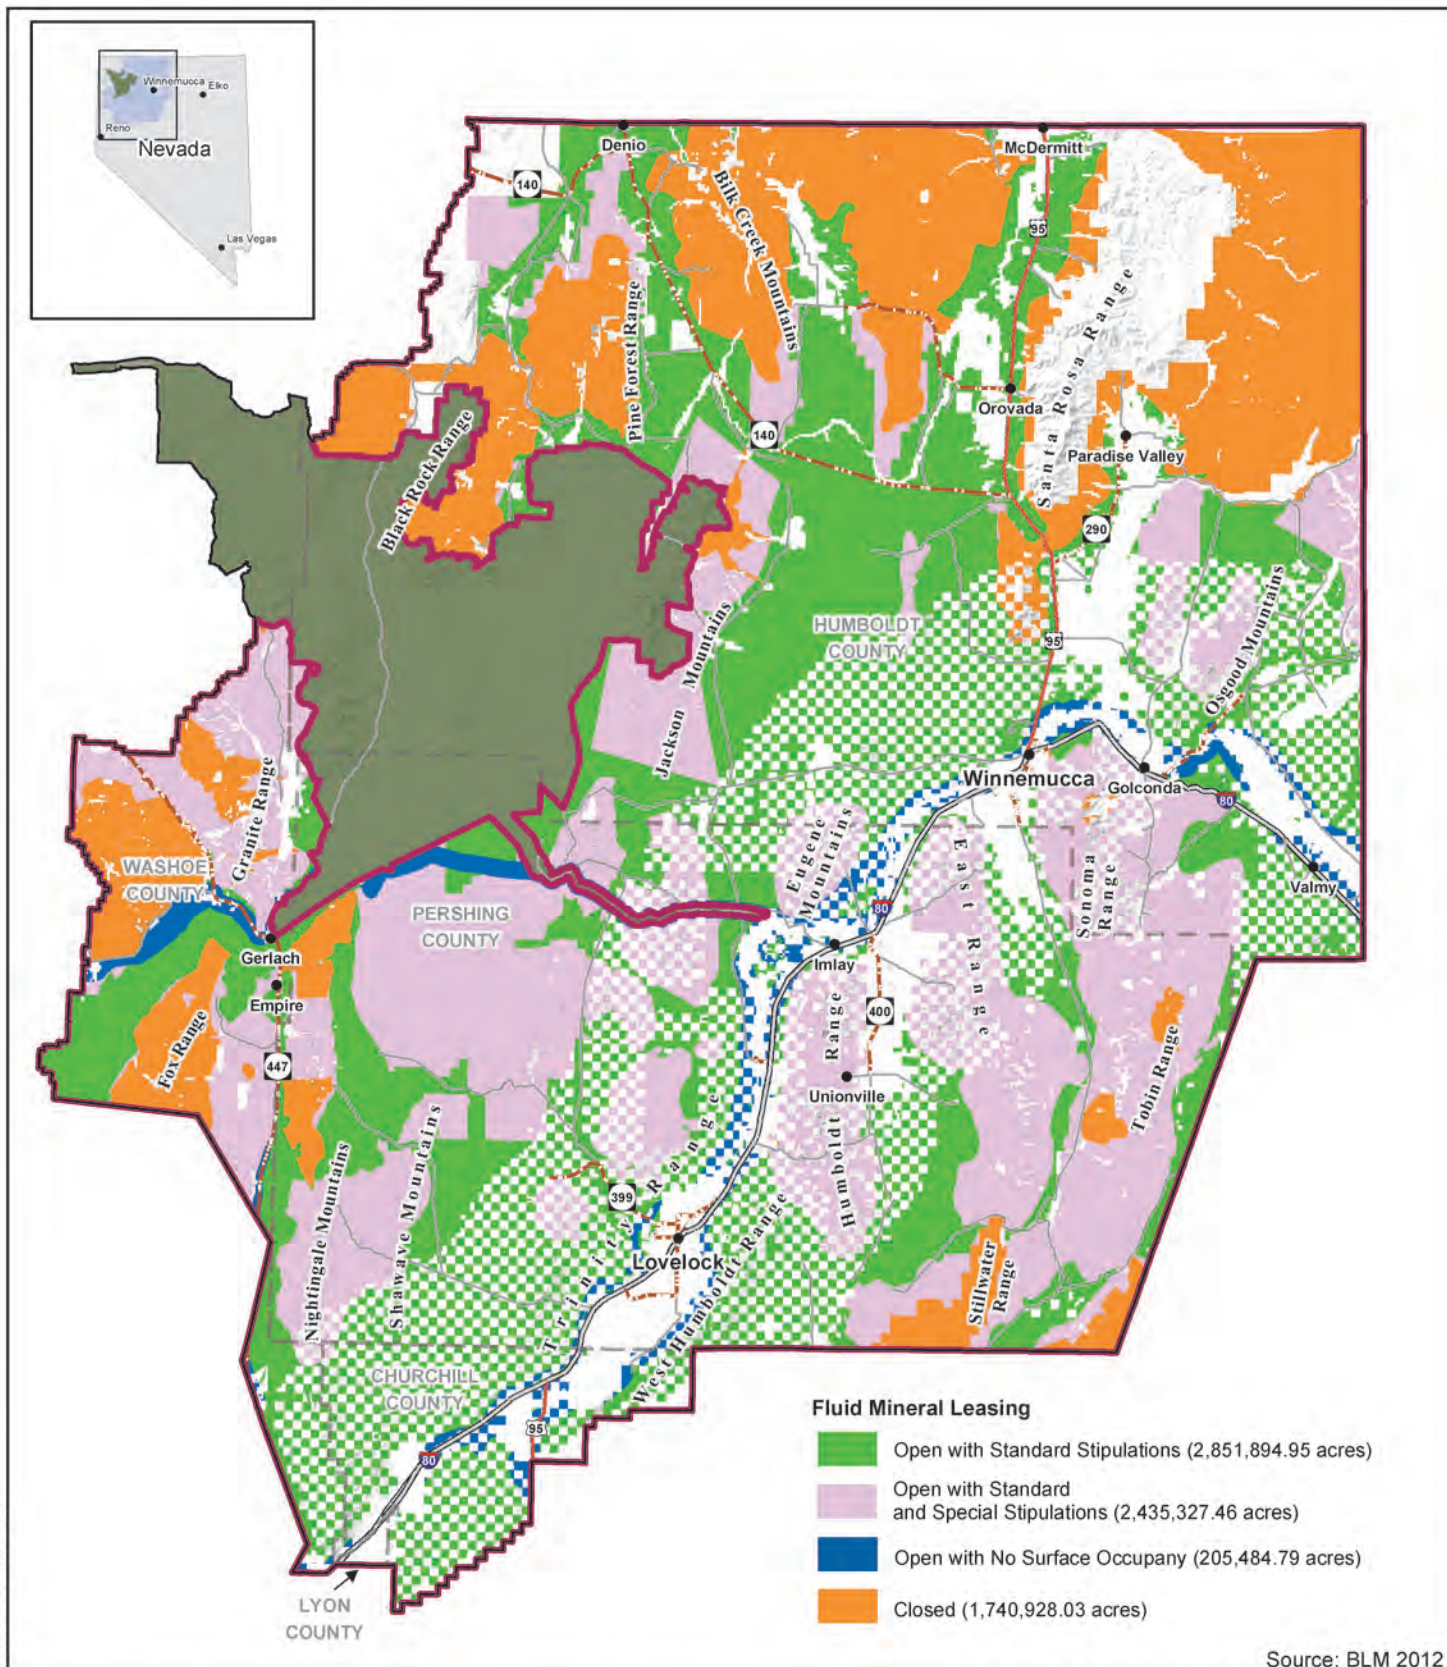 Winnemucca
Elko
Reno
Nevada
Las Vegas
Denio
McDermitt
140
Bilk Creek Mountains
95
Pine Forest Range
Santa Rosa Range
Orovada
140
Black Rock Range
Paradise Valley
290
HUMBOLDT
COUNTY
95
Osgood Mountains
Jackson Mountains
Winnemucca
Golconda
80
Granite Range
WASHOE
COUNTY
Eugene
Mountains
East Range
Sonoma
Range
Valmy
PERSHING
COUNTY
80
Gerlach
Imlay
Empire
400
Fox Range
447
Humboldt Range
Unionville
Tobin Range
Nightingale Mountains
Shawave Mountains
Trinity Range
399
Lovelock
West Humboldt Range
Stillwater
Range
CHURCHILL
COUNTY
95
80
LYON
COUNTY
Fluid Mineral Leasing
Open with Standard Stipulations (2,851,894.95 acres)
Open with Standard
and Special Stipulations (2,435,327.46 acres)
Open with No Surface Occupany (205,484.79 acres)
Closed (1,740,928.03 acres)
Source: BLM 2012